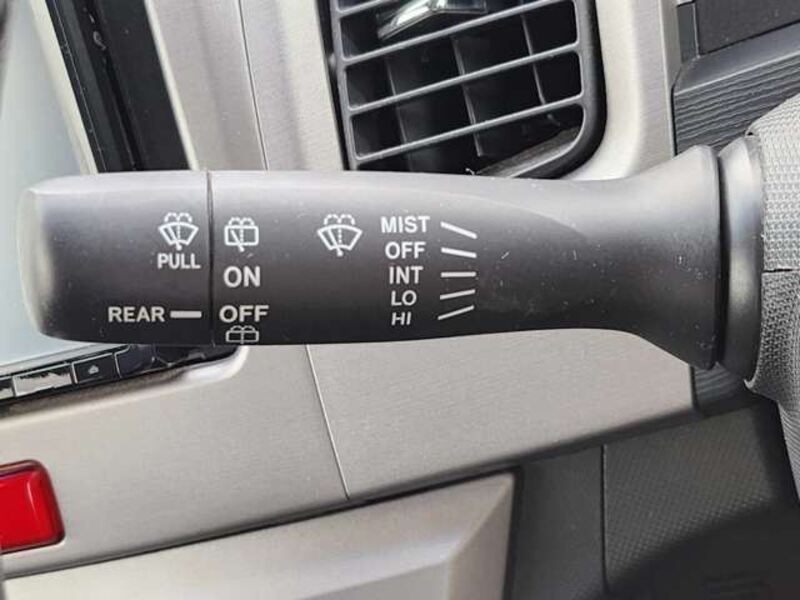 PULL
REAR
ON
OFF
MIST
OFF
INT
LO
HI